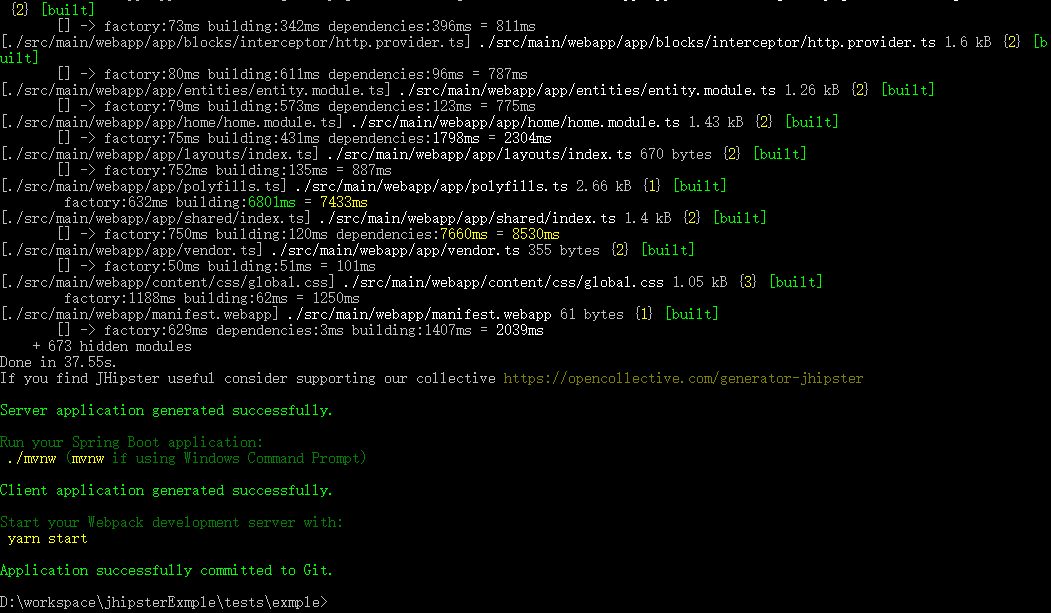 {2} [built]
[] -> factory:73ms building:342ms dependencies:396ms = 811ms
[./src/main/webapp/app/blocks/interceptor/http.provider.ts] ./src/main/webapp/app/blocks/interceptor/http.provider.ts 1.6 kB {2} [b
uilt]
[] -> factory:80ms building:611ms dependencies:96ms = 787ms
[./src/main/webapp/app/entities/entity.module.ts] ./src/main/webapp/app/entities/entity.module.ts 1.26 kB {2} [built]
[] -> factory:79ms building:573ms dependencies:123ms = 775ms
[./src/main/webapp/app/home/home.module.ts] ./src/main/webapp/app/home/home.module.ts 1.43 kB {2} [built]
[] -> factory:75ms building:431ms dependencies:1798ms = 2304ms
[./src/main/webapp/app/layouts/index.ts] ./src/main/webapp/app/layouts/index.ts 670 bytes {2} [built]
[] -> factory:752ms building:135ms = 887ms
[./src/main/webapp/app/polyfills.ts] ./src/main/webapp/app/polyfills.ts 2.66 kB {1} [built]
factory:632ms building:6801ms = 7433ms
[./src/main/webapp/app/shared/index.ts] ./src/main/webapp/app/shared/index.ts 1.4 kB {2} [built]
[] -> factory:750ms building:120ms dependencies:7660ms = 8530ms
[./src/main/webapp/app/vendor.ts] ./src/main/webapp/app/vendor.ts 355 bytes {2} [built]
[] -> factory:50ms building:51ms = 101ms
[./src/main/webapp/content/css/global.css] ./src/main/webapp/content/css/global.css 1.05 kB {3} [built]
factory:1188ms building:62ms = 1250ms
[./src/main/webapp/manifest.webapp] ./src/main/webapp/manifest.webapp 61 bytes {1} [built]
[] -> factory:629ms dependencies:3ms building:1407ms = 2039ms
+ 673 hidden modules
Done in 37.55s.
If you find JHipster useful consider supporting our collective https://opencollective.com/generator-jhipster
Server application generated successfully.
Run your Spring Boot application:
./mvnw (mvnw if using Windows Command Prompt)
Client application generated successfully.
Start your Webpack development server with:
yarn start
Application successfully committed to Git.
D:\workspace\jhipsterExmple\tests\exmple>